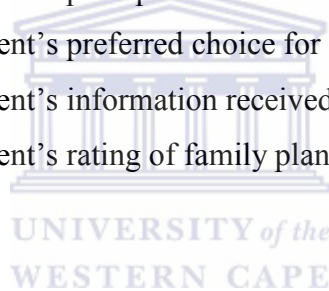 ent’s preferred choice for
ent’s information received
ent’s rating of family plan
UNIVERSITY of the
WESTERN CAPE